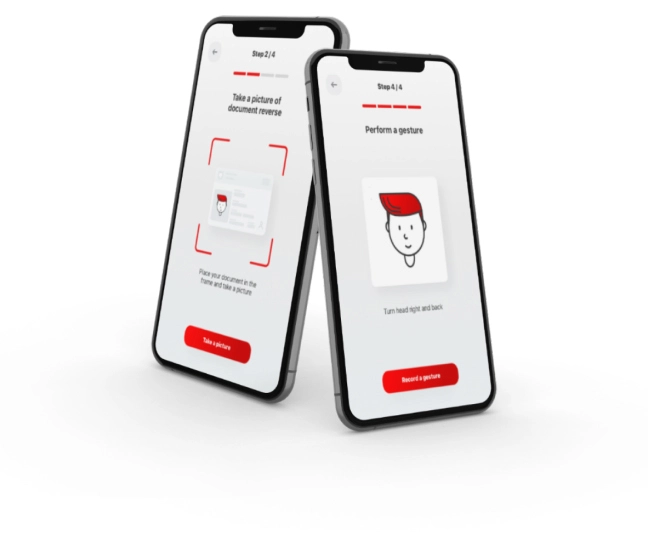 Step 2 / 4
Take a picture of
document reverse
Place your document in the
frame and take a picture
Take a picture
Step 4 / 4
Perform a gesture
Turn head right and back
Record a gesture